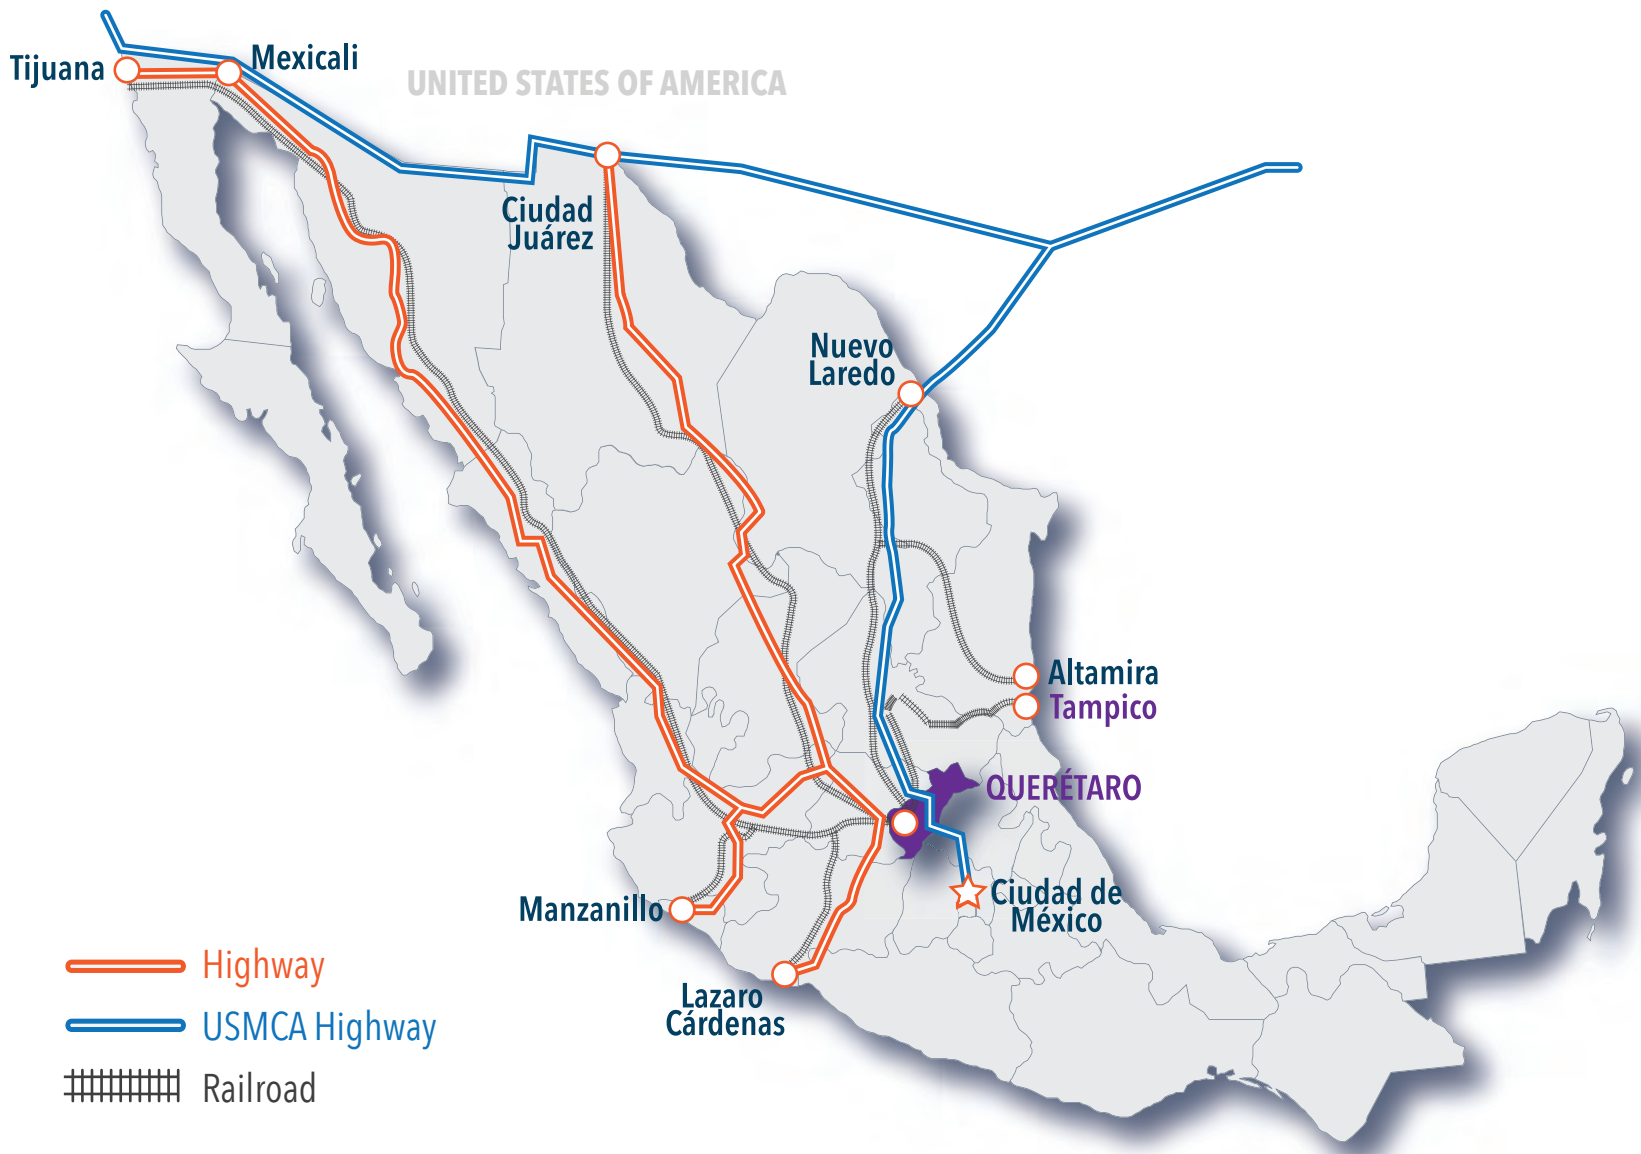 Tijuana
Mexicali
UNITED STATES OF AMERICA
Ciudad
Juárez
Nuevo
Laredo
Altamira
Tampico
QUERÉTARO
Ciudad de
México
Manzanillo
Lazaro
Cárdenas
Highway
USMCA Highway
Railroad